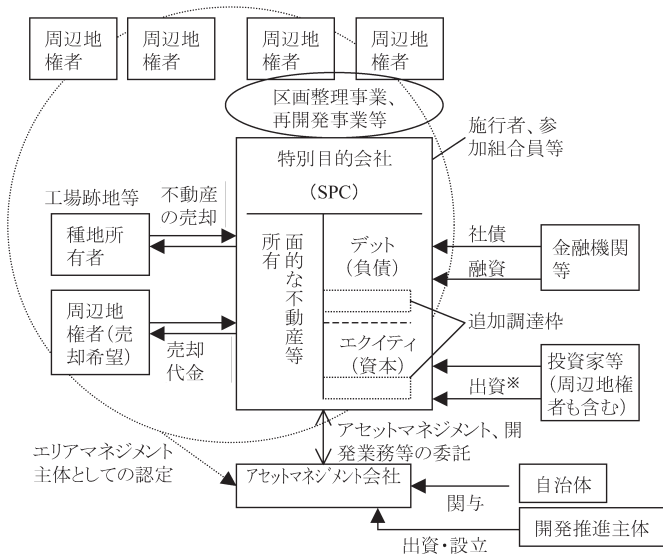 周辺地
権者
周辺地
権者
周辺地
権者
周辺地
権者
区画整理事業、
再開発事業等
施行者、参
加組合員等
特別目的会社
(SPC)
工場跡地等
不動産
の売却
種地所
有者
面的な不動産等
所有
デット
(負債)
社債
融資
金融機関
等
周辺地
権者(売
却希望)
売却
代金
追加調達枠
エクイティ
(資本)
出資※
投資家等
(周辺地権
者も含む)
アセットマネジメント、開
発業務等の委託
エリアマネジメント
主体としての認定
アセットマネジメント会社
関与
自治体
出資・設立
開発推進主体